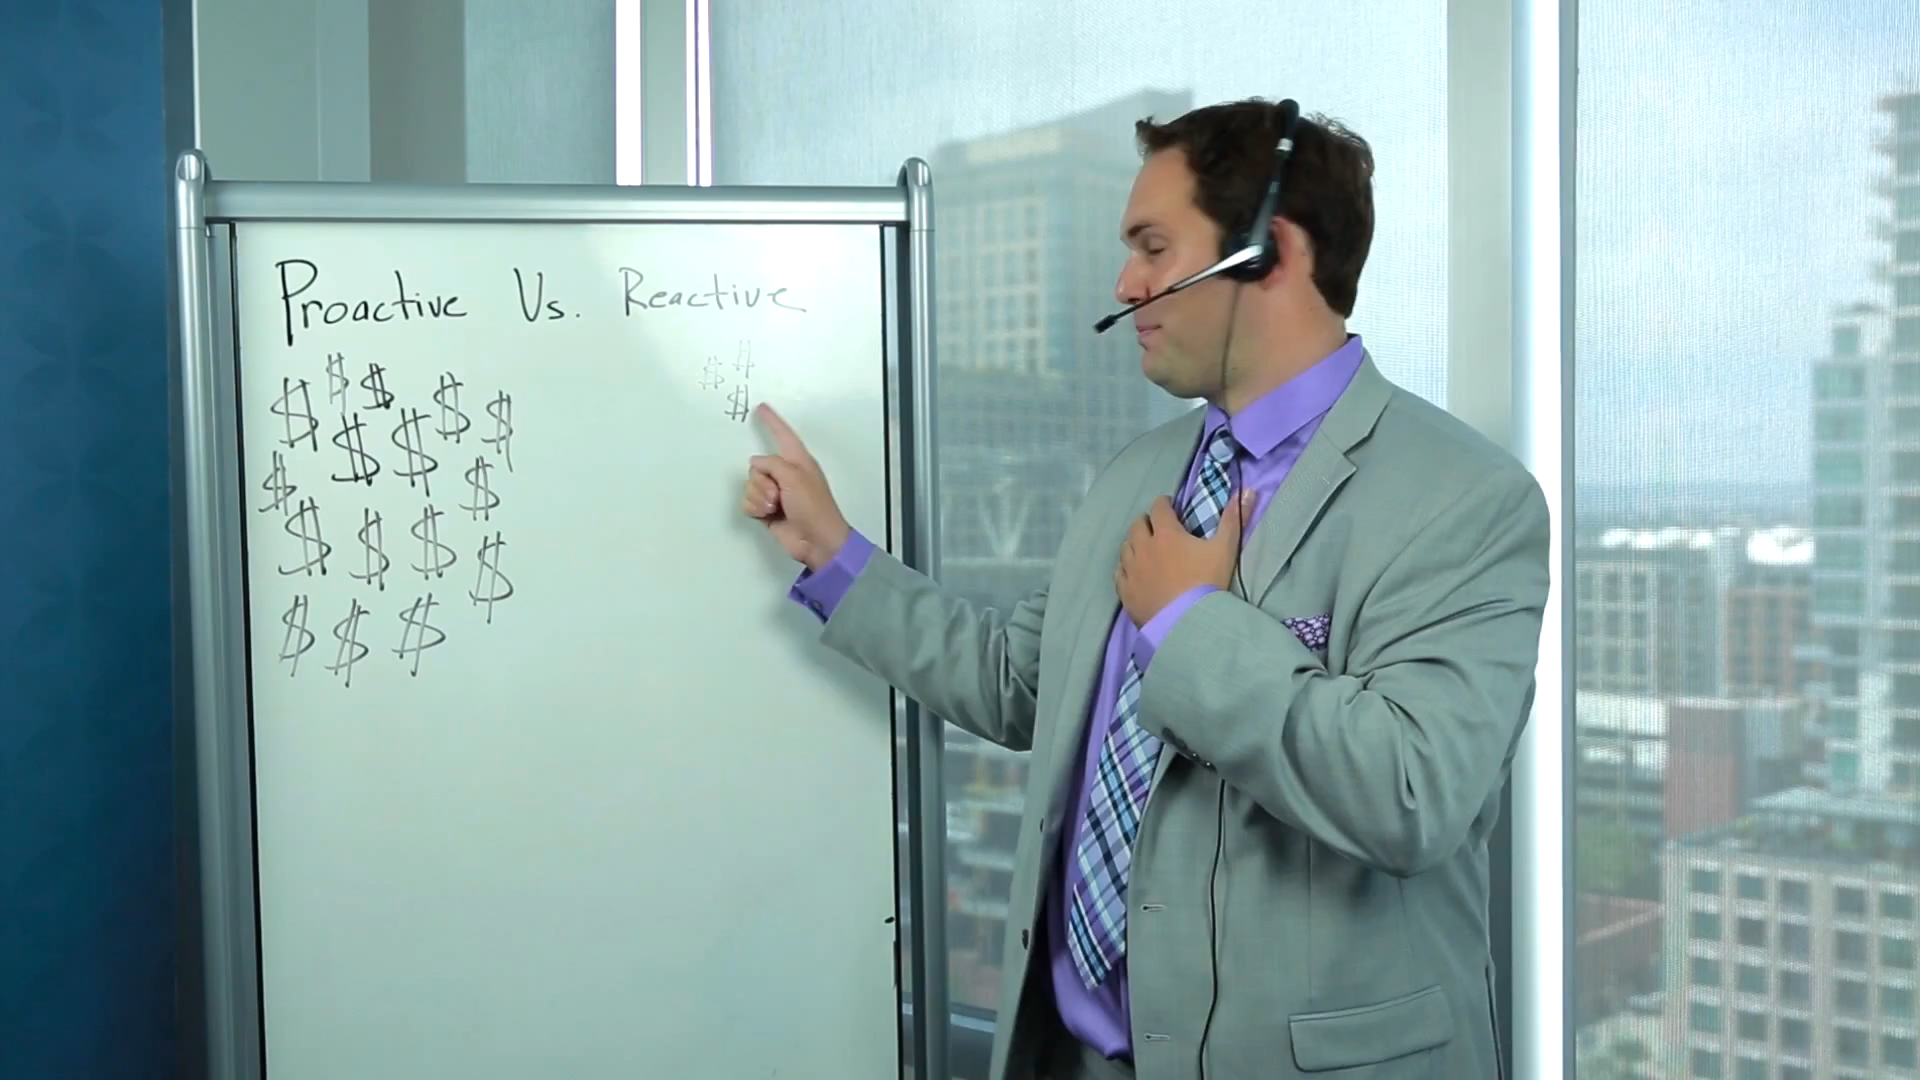 Proactive Vs. Reactive
$ $ $ $
$ $ $ $ $
$ $
$ $
$ $ $ $
$ $ $